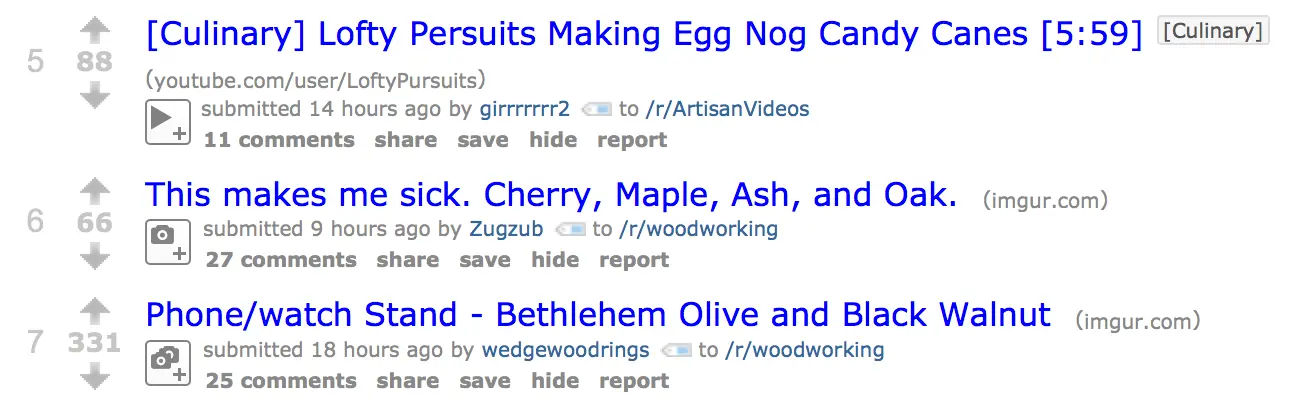 [Culinary] Lofty Persuits Making Egg Nog Candy Canes [5:59] [Culinary]
5
88
(youtube.com/user/LoftyPursuits)
submitted 14 hours ago by girrrrrrr2 to /r/ArtisanVideos
11 comments share save hide report
This makes me sick. Cherry, Maple, Ash, and Oak. (imgur.com)
6
66
submitted 9 hours ago by Zugzub to /r/woodworking
27 comments share save hide report
Phone/watch Stand - Bethlehem Olive and Black Walnut (imgur.com)
7
331
submitted 18 hours ago by wedgewoodrings to /r/woodworking
25 comments share save hide report